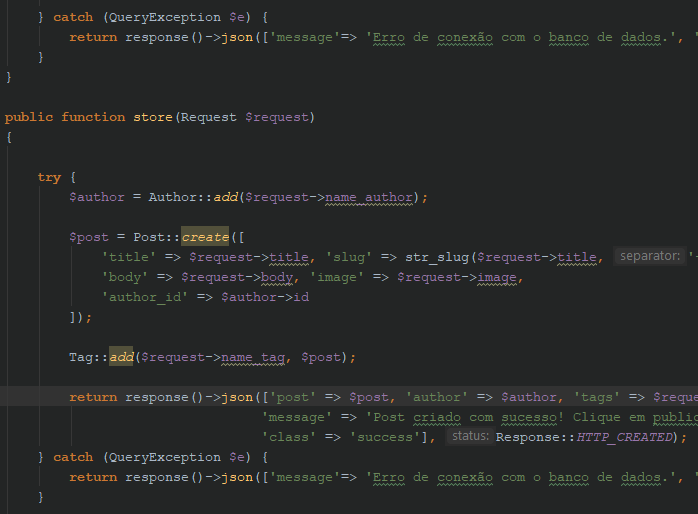 } catch (QueryException $e) {
return response()->json(['message'=> 'Erro de conexão com o banco de dados.', '
}
}
public function store(Request $request)
{
try {
$author = Author::add($request->name_author);
$post = Post::create([
'title' => $request->title, 'slug' => str_slug($request->title, separator: '
'body' => $request->body, 'image' => $request->image,
'author_id' => $author->id
]);
Tag::add($request->name_tag, $post);
return response()->json(['post' => $post, 'author' => $author, 'tags' => $reque
'message' => 'Post criado com sucesso! Clique em public
'class' => 'success'], status: Response::HTTP_CREATED);
} catch (QueryException $e) {
return response()->json(['message'=> 'Erro de conexão com o banco de dados.', '
}